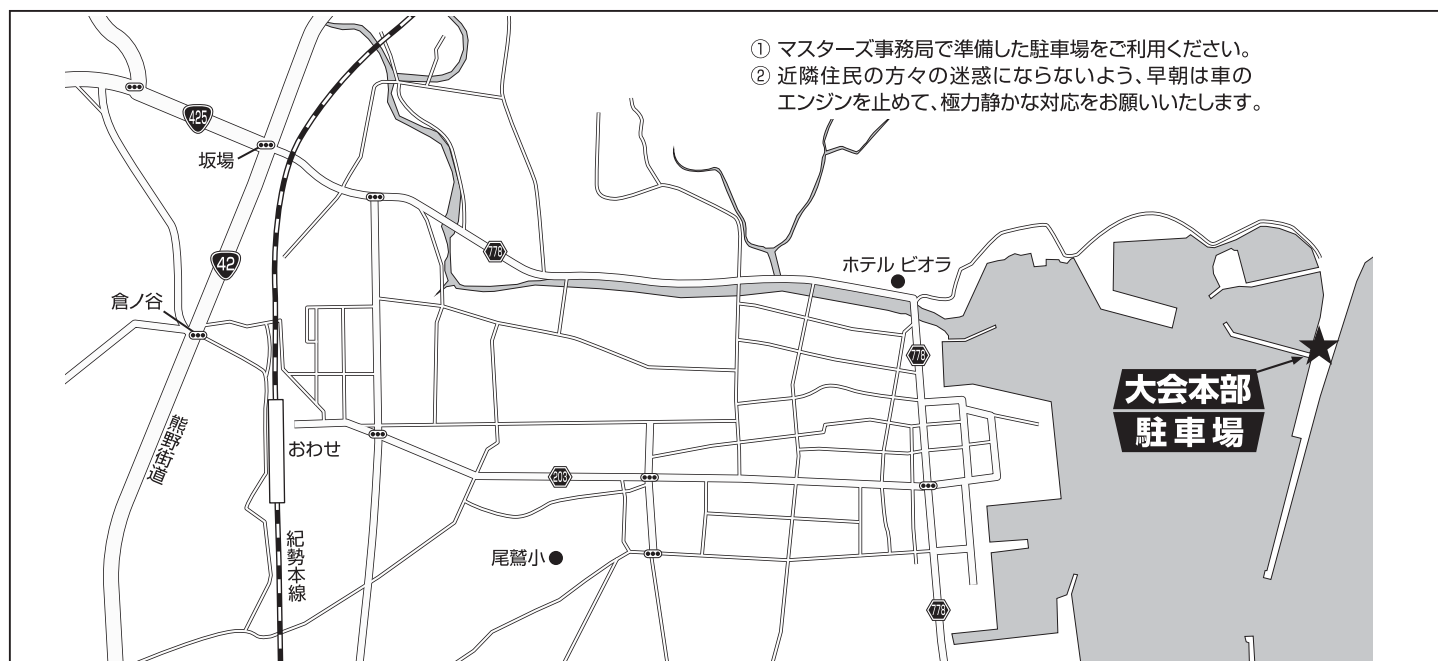 ① マスターズ事務局で準備した駐車場をご利用ください。
② 近隣住民の方々の迷惑にならないよう、早朝は車の
エンジンを止めて、極力静かな対応をお願いいたします。
425
坂場
42
778
ホテル ビオラ
倉ノ谷
778
大会本部
駐車場
熊野街道
おわせ
203
紀勢本線
尾鷲小
778